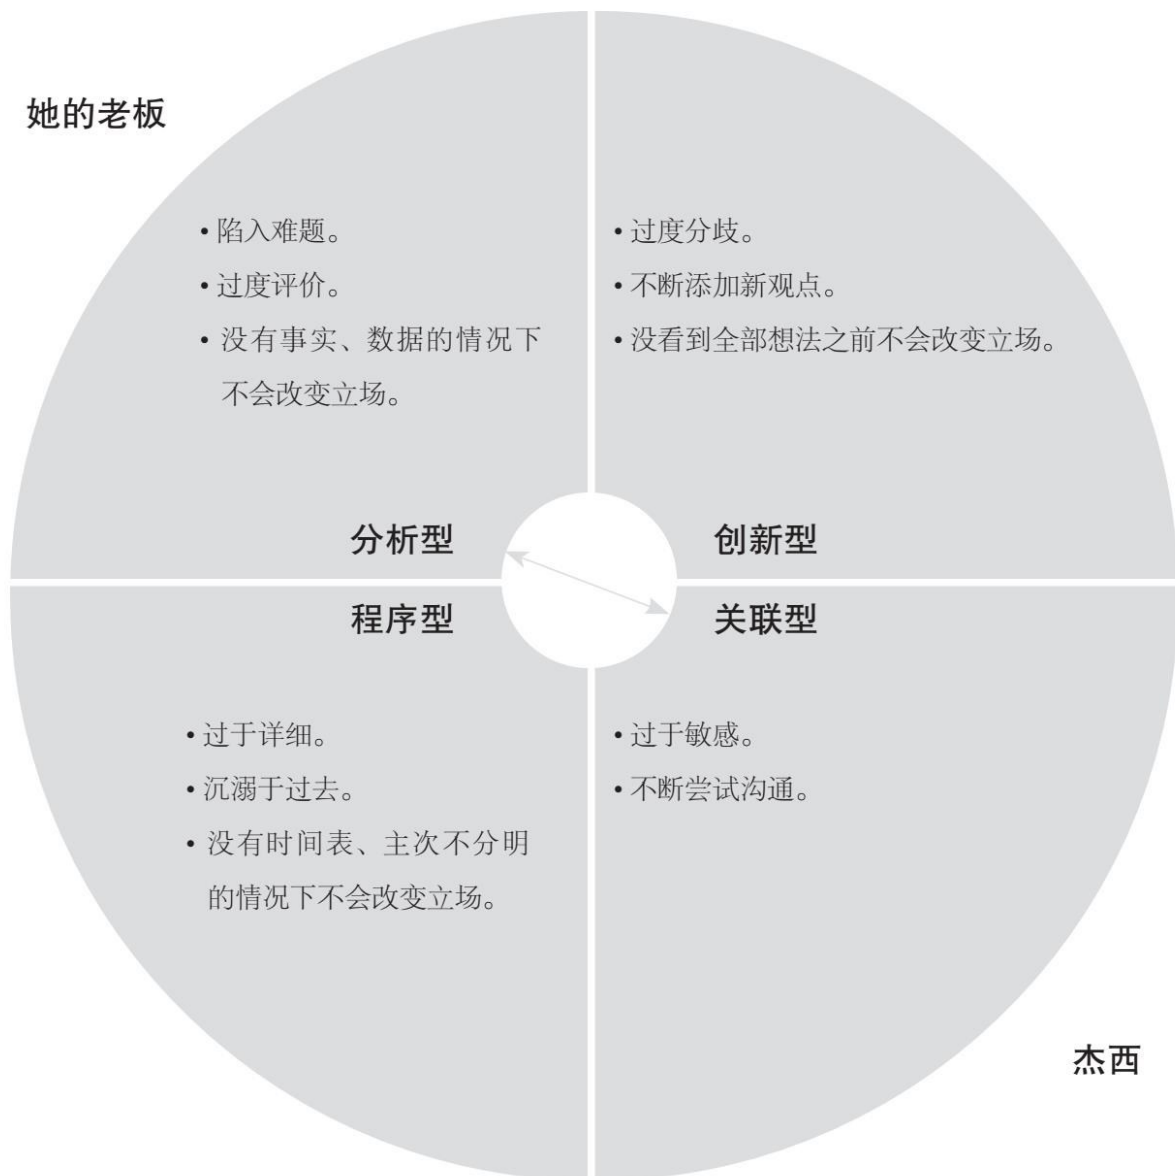 她的老板
• 陷入难题。
• 过度评价。
• 没有事实、数据的情况下
不会改变立场。
分析型
• 过度分歧。
• 不断添加新观点。
• 没看到全部想法之前不会改变立场。
创新型
程序型
• 过于详细。
• 沉溺于过去。
• 没有时间表、主次不分明
的情况下不会改变立场。
关联型
• 过于敏感。
• 不断尝试沟通。
杰西